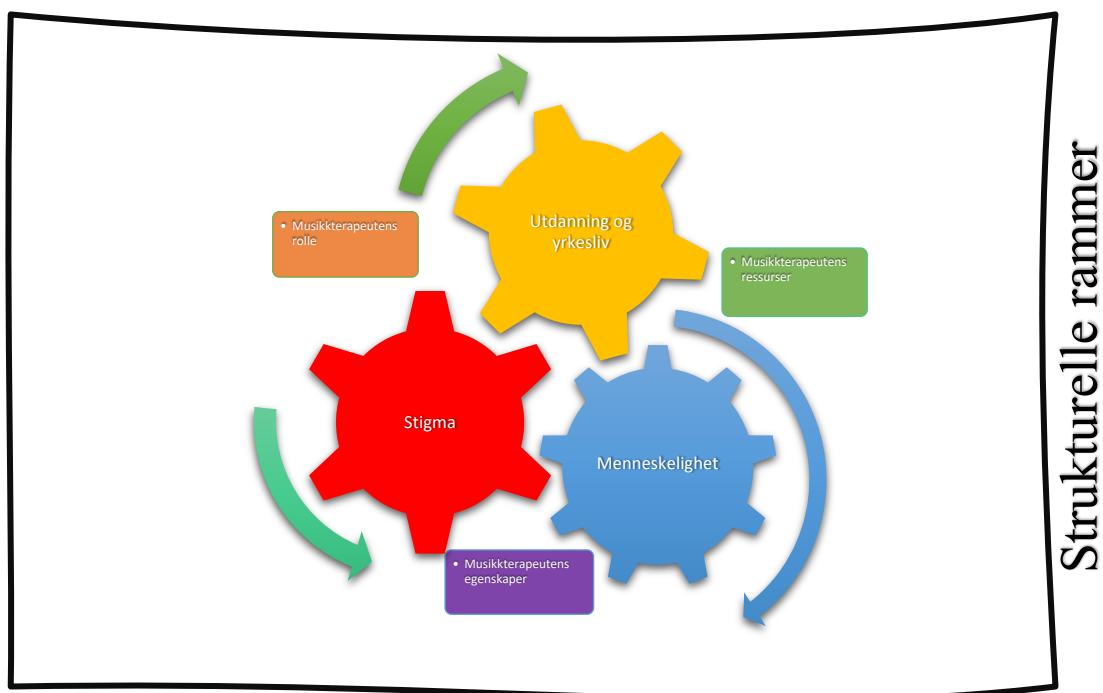 Utdanning og
yrkesliv
• Musikkterapeutens
rolle
• Musikkterapeutens
ressurser
Stigma
Menneskelighet
• Musikkterapeutens
egenskaper
Strukturelle rammer